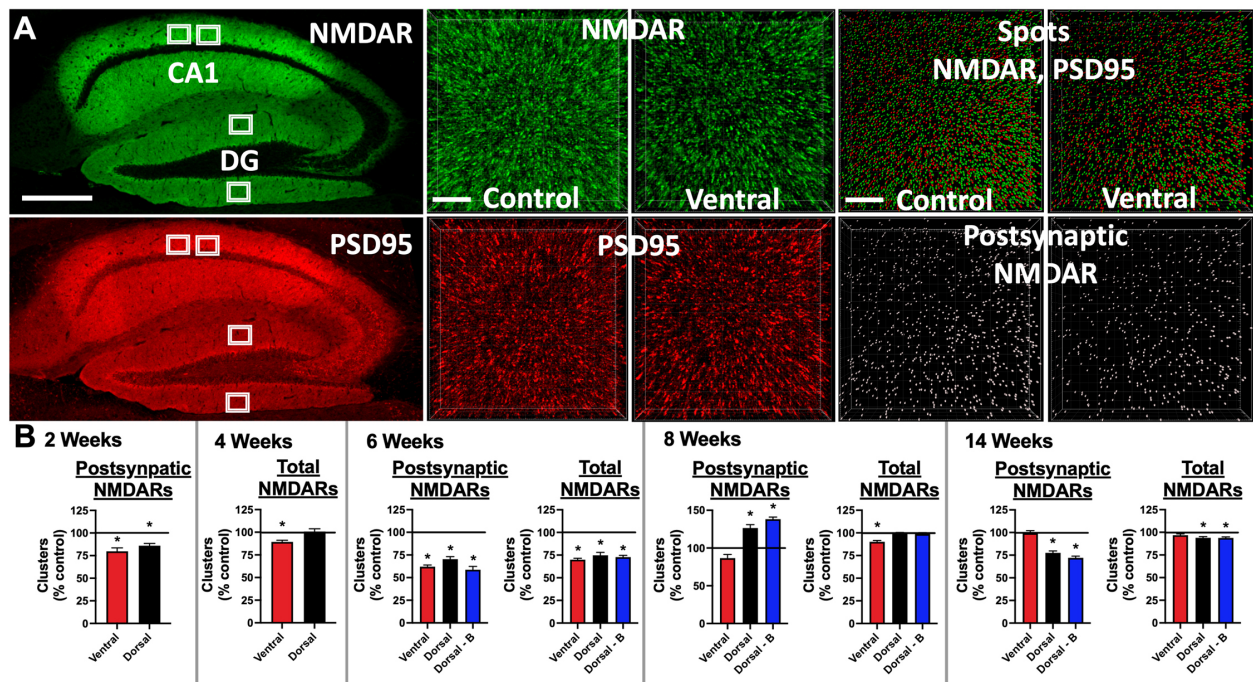 A
NMDAR
CA1
DG
NMDAR
Control
Ventral
Spots
NMDAR, PSD95
Control
Ventral
PSD95
PSD95
Postsynaptic
NMDAR
B
2 Weeks
Postsynpatic
NMDARs
Clusters
(% control)
125
100
75
50
25
0
*
*
Ventral
Dorsal
4 Weeks
Total
NMDARs
Clusters
(% control)
125
100
75
50
25
0
*
Ventral
Dorsal
6 Weeks
Postsynaptic
NMDARs
Clusters
(% control)
125
100
75
50
25
0
*
*
*
Ventral
Dorsal
Dorsal - B
Total
NMDARs
Clusters
(% control)
125
100
75
50
25
0
*
*
*
Ventral
Dorsal
Dorsal - B
8 Weeks
Postsynaptic
NMDARs
Clusters
(% control)
150
100
50
0
*
*
Ventral
Dorsal
Dorsal - B
Total
NMDARs
Clusters
(% control)
125
100
75
50
25
0
*
Ventral
Dorsal
Dorsal - B
14 Weeks
Postsynaptic
NMDARs
Clusters
(% control)
125
100
75
50
25
0
*
*
Ventral
Dorsal
Dorsal - B
Total
NMDARs
Clusters
(% control)
125
100
75
50
25
0
*
*
Ventral
Dorsal
Dorsal - B